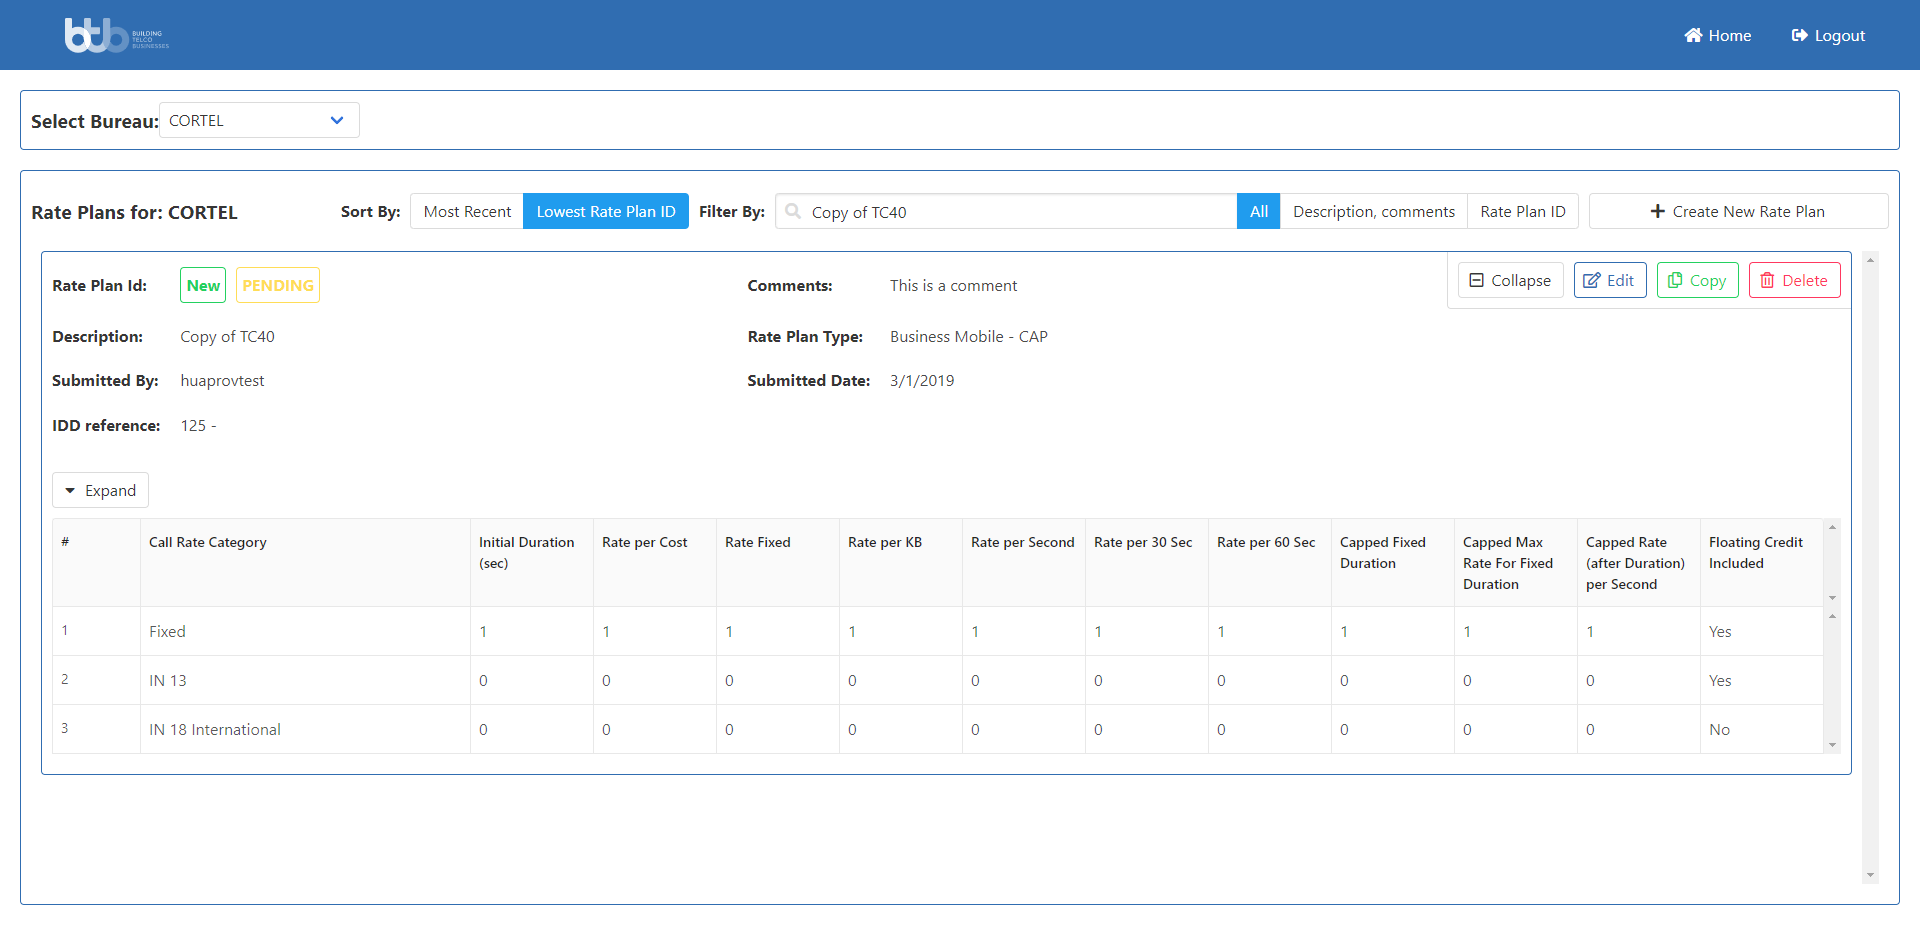 btb BUILDING
TELCO
BUSINESSES
Home Logout
Select Bureau: CORTEL
Rate Plans for: CORTEL Sort By: Most Recent Lowest Rate Plan ID Filter By: Copy of TC40 All Description, comments Rate Plan ID Create New Rate Plan
Rate Plan Id: New PENDING Comments: This is a comment Collapse Edit Copy Delete
Description: Copy of TC40 Rate Plan Type: Business Mobile - CAP
Submitted By: huaprovtest Submitted Date: 3/1/2019
IDD reference: 125 -
Expand
# Call Rate Category Initial Duration (sec) Rate per Cost Rate Fixed Rate per KB Rate per Second Rate per 30 Sec Rate per 60 Sec Capped Fixed Duration Capped Max Rate For Fixed Duration Capped Rate (after Duration) per Second Floating Credit Included
1 Fixed 1 1 1 1 1 1 1 1 1 1 Yes
2 IN 13 0 0 0 0 0 0 0 0 0 0 Yes
3 IN 18 International 0 0 0 0 0 0 0 0 0 0 No